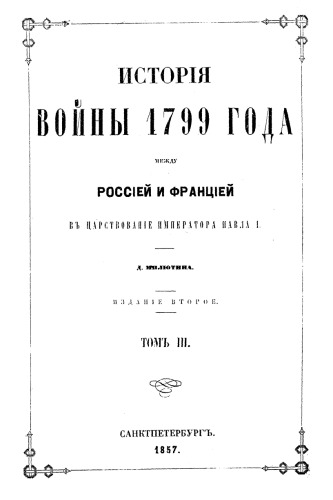 ИСТОРІЯ
ВОЙНЫ 1799 ГОДА
МЕЖДУ
РОССІЕЙ И ФРАНЦІЕЙ
ВЪ ЦАРСТВОВАНІЕ ИМПЕРАТОРА ПАВЛА I.
Д. МИЛЮТИНА.
ИЗДАНІЕ ВТОРОЕ.
ТОМЪ III.
САНКТПЕТЕРБУРГЪ.
1857.